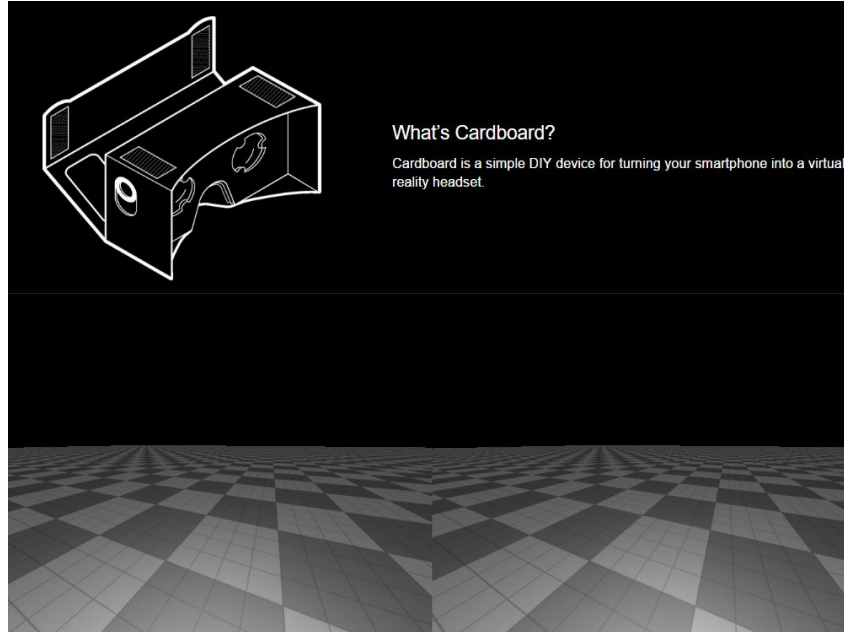 What's Cardboard?
Cardboard is a simple DIY device for turning your smartphone into a virtual
reality headset.